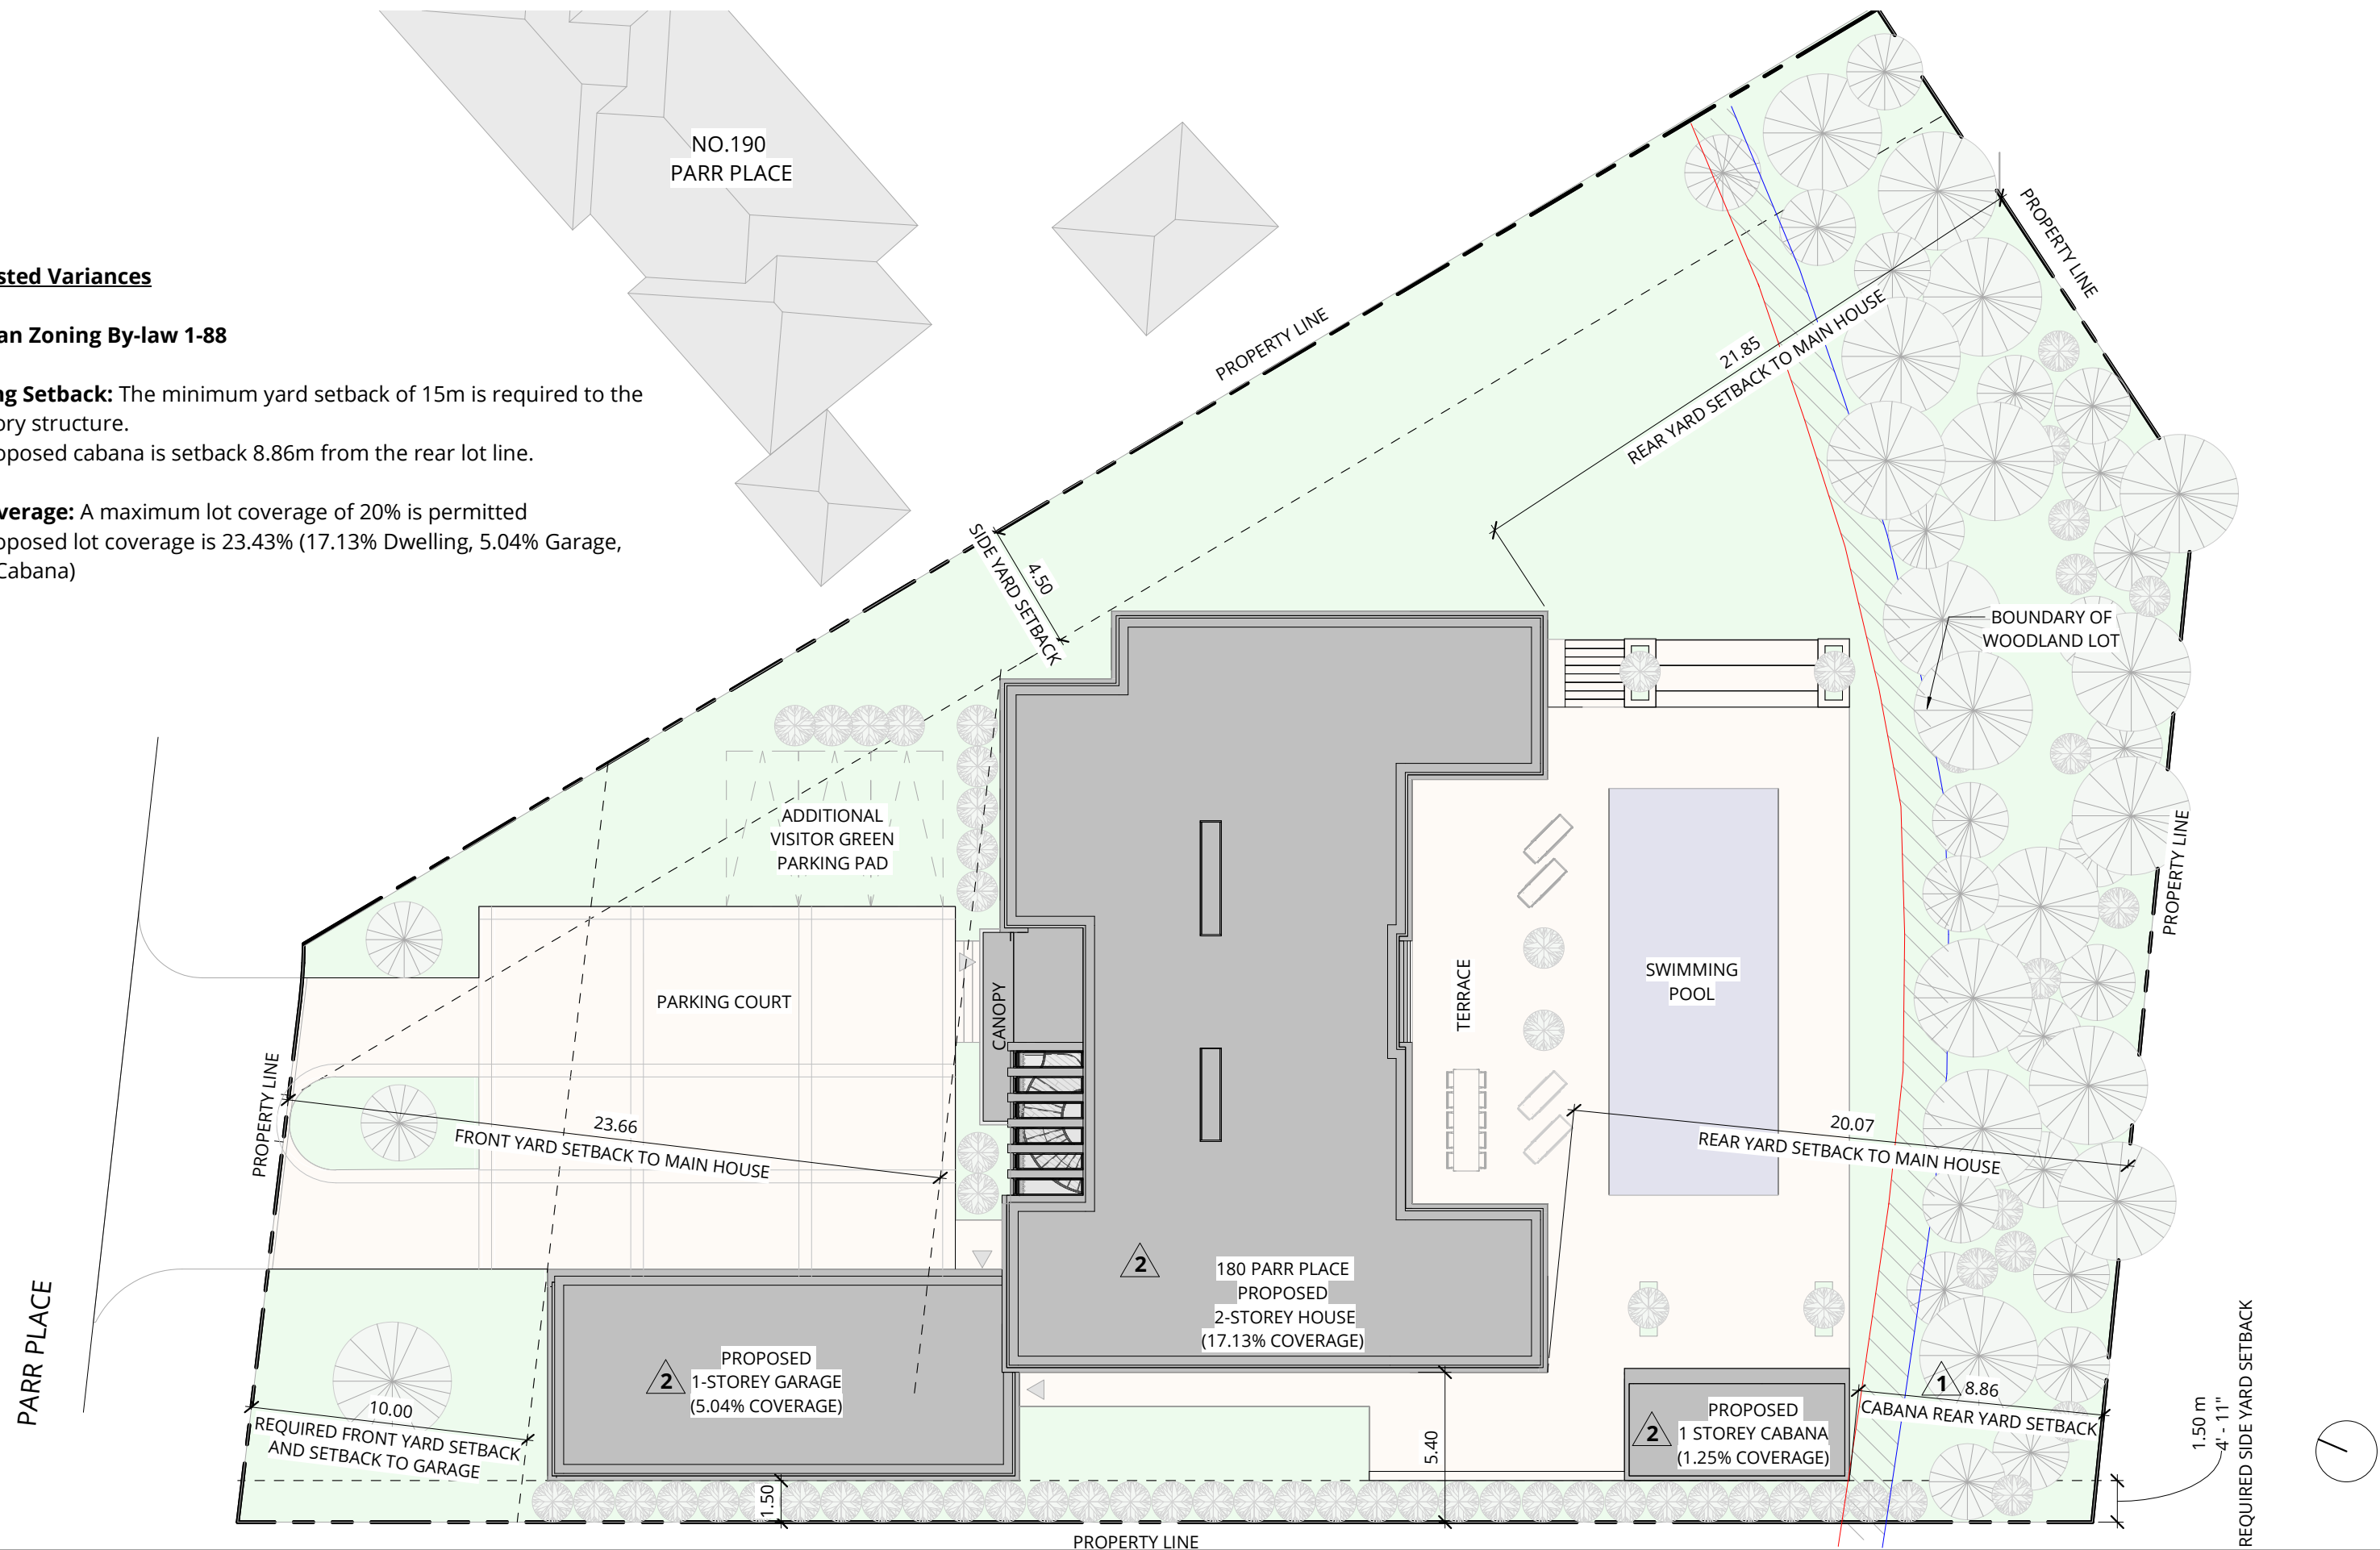 NO.190
PARR PLACE
sted Variances
an Zoning By-law 1-88
ng Setback: The minimum yard setback of 15m is required to the
ory structure.
oposed cabana is setback 8.86m from the rear lot line.
verage: A maximum lot coverage of 20% is permitted
oposed lot coverage is 23.43% (17.13% Dwelling, 5.04% Garage,
Cabana)
PROPERTY LINE
PROPERTY LINE
21.85
REAR YARD SETBACK TO MAIN HOUSE
4.50
SIDE YARD SETBACK
BOUNDARY OF
WOODLAND LOT
ADDITIONAL
VISITOR GREEN
PARKING PAD
PROPERTY LINE
PARKING COURT
CANOPY
TERRACE
SWIMMING
POOL
PROPERTY LINE
23.66
FRONT YARD SETBACK TO MAIN HOUSE
20.07
REAR YARD SETBACK TO MAIN HOUSE
2
180 PARR PLACE
PROPOSED
2-STOREY HOUSE
(17.13% COVERAGE)
PARR PLACE
2
PROPOSED
1-STOREY GARAGE
(5.04% COVERAGE)
10.00
REQUIRED FRONT YARD SETBACK
AND SETBACK TO GARAGE
1
8.86
CABANA REAR YARD SETBACK
2
PROPOSED
1 STOREY CABANA
(1.25% COVERAGE)
5.40
1.50
1.50 m
4' - 11"
REQUIRED SIDE YARD SETBACK
PROPERTY LINE